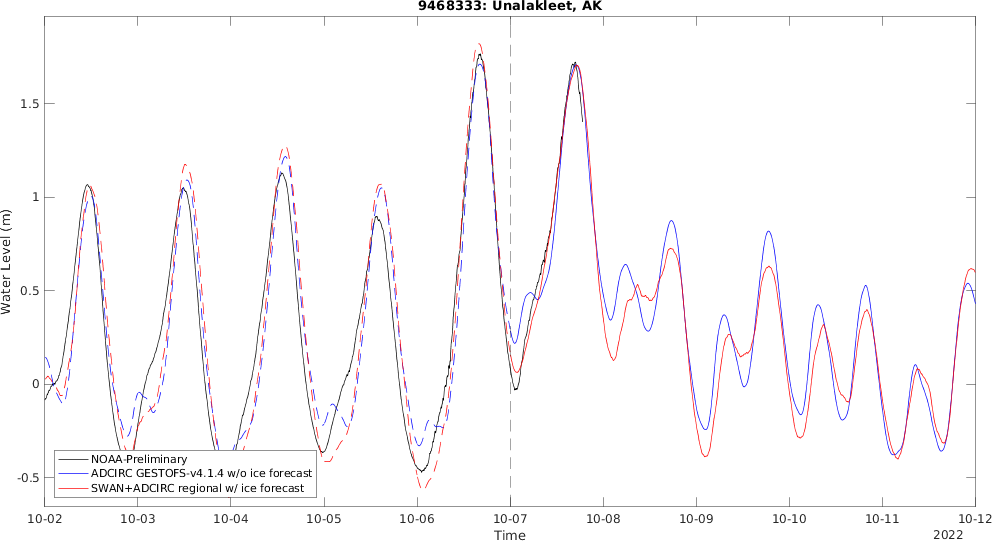 9468333: Unalakleet, AK
Water Level (m)
1.5
1
0.5
0
-0.5
NOAA-Preliminary
ADCIRC GESTOFS-v4.1.4 w/o ice forecast
SWAN+ADCIRC regional w/ ice forecast
10-02 10-03 10-04 10-05 10-06 10-07 10-08 10-09 10-10 10-11 10-12
Time
2022